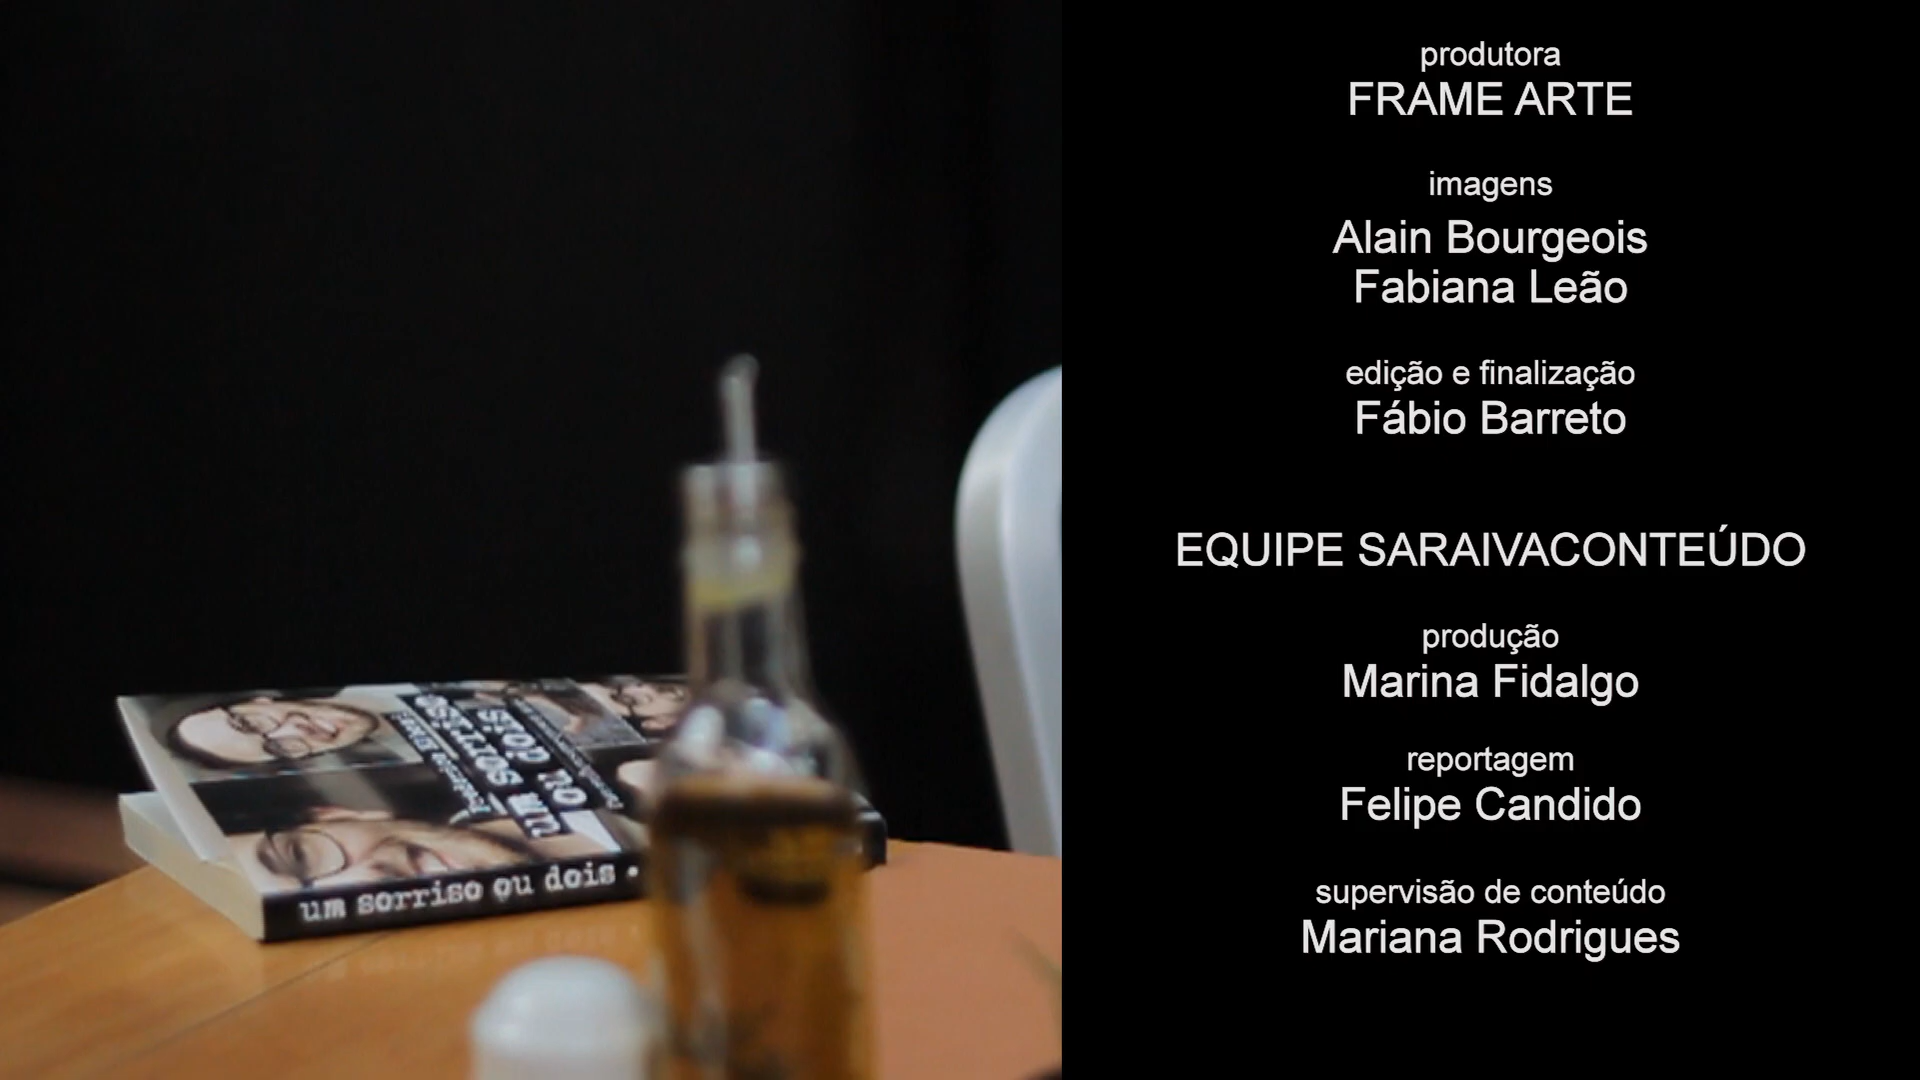 um sorriso
ou dois
um sorriso ou dois •
produtora
FRAME ARTE
imagens
Alain Bourgeois
Fabiana Leão
edição e finalização
Fábio Barreto
EQUIPE SARAIVACONTEÚDO
produção
Marina Fidalgo
reportagem
Felipe Candido
supervisão de conteúdo
Mariana Rodrigues